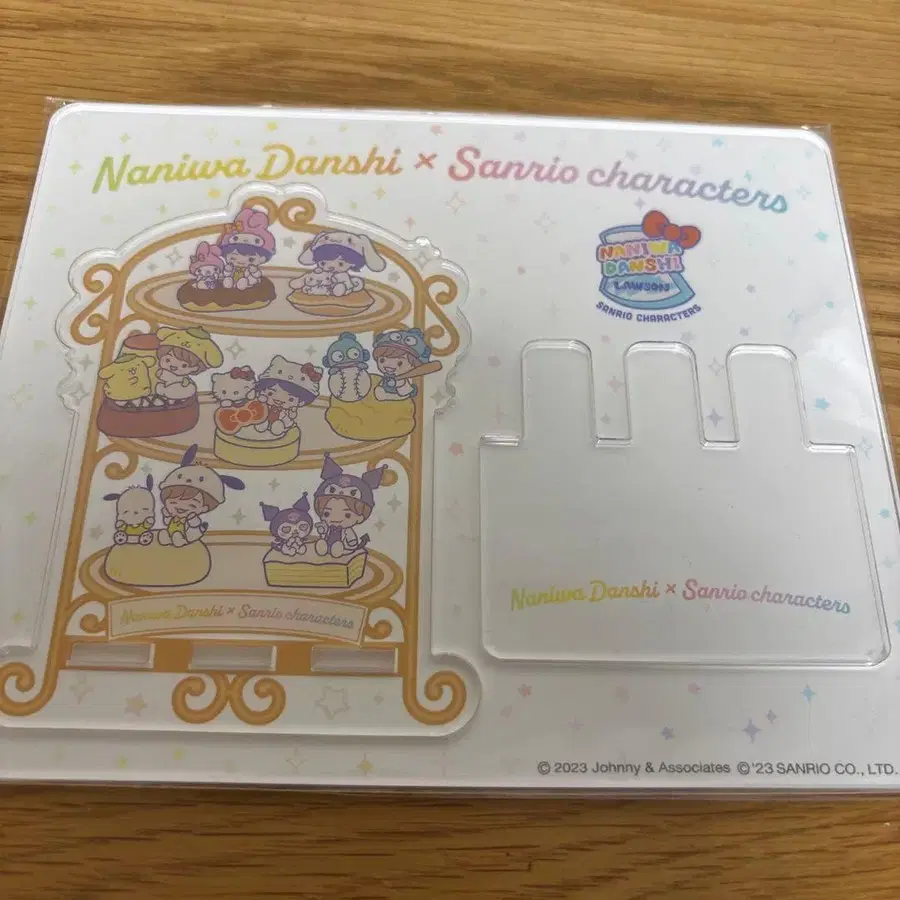 Naniwa Danshi × Sanrio characters
NANIWA
DANSHI
LAWSON
SANRIO CHARACTERS
Naniwa Danshi × Sanrio characters
Naniwa Danshi × Sanrio characters
© 2023 Johnny & Associates © '23 SANRIO CO., LTD.